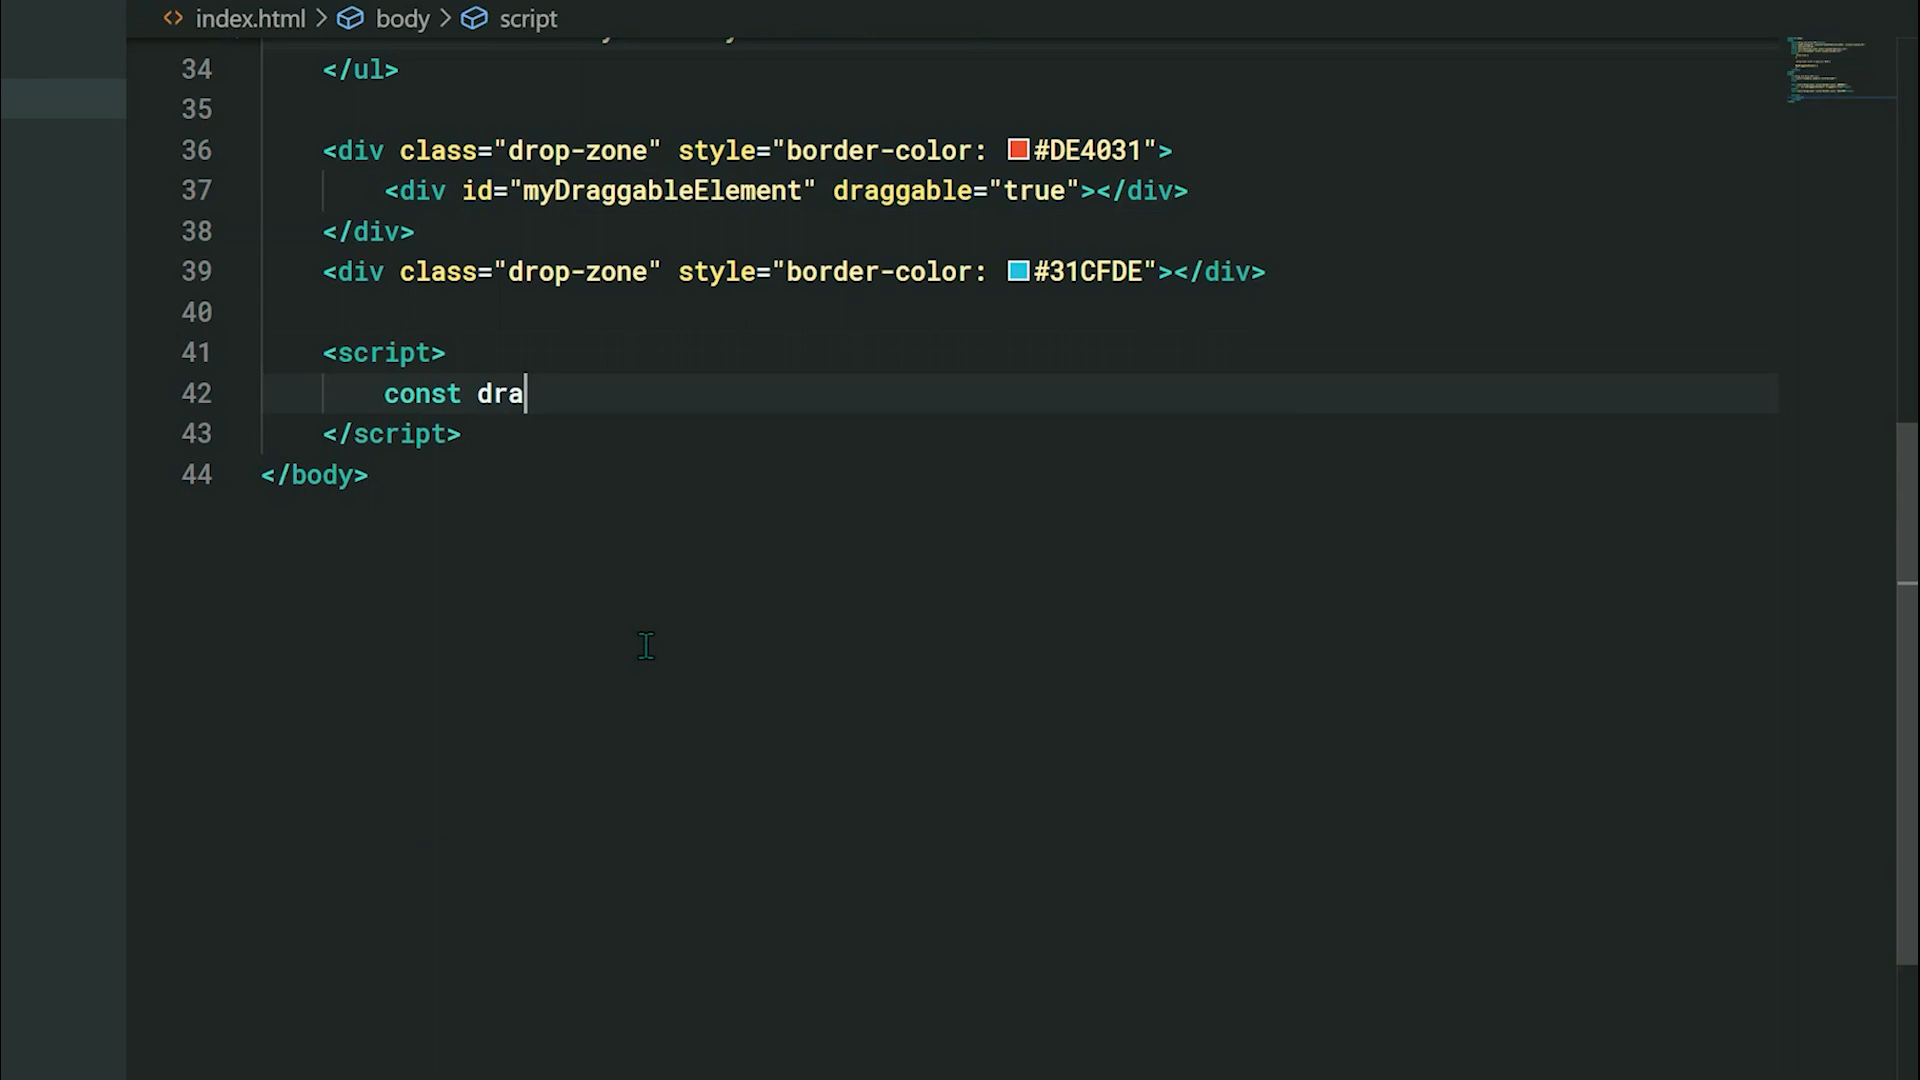 index.html > body > script
34 </ul>
35
36 <div class="drop-zone" style="border-color: #DE4031">
37 <div id="myDraggableElement" draggable="true"></div>
38 </div>
39 <div class="drop-zone" style="border-color: #31CFDE"></div>
40
41 <script>
42 const dra
43 </script>
44 </body>